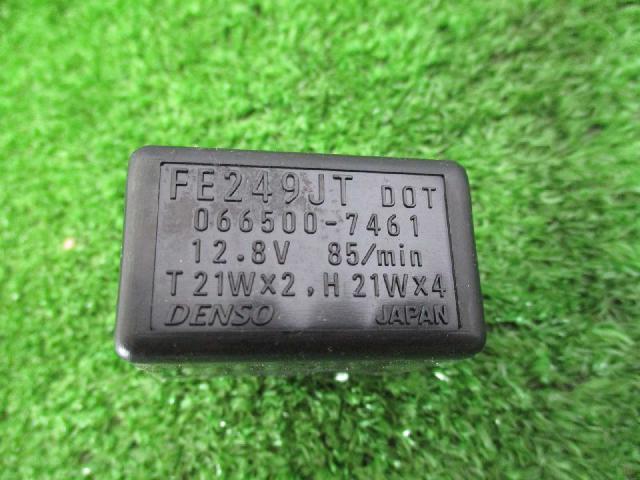 FE249JT DOT
066500-7461
12.8V 85/min
T 21W×2, H 21W×4
DENSO JAPAN